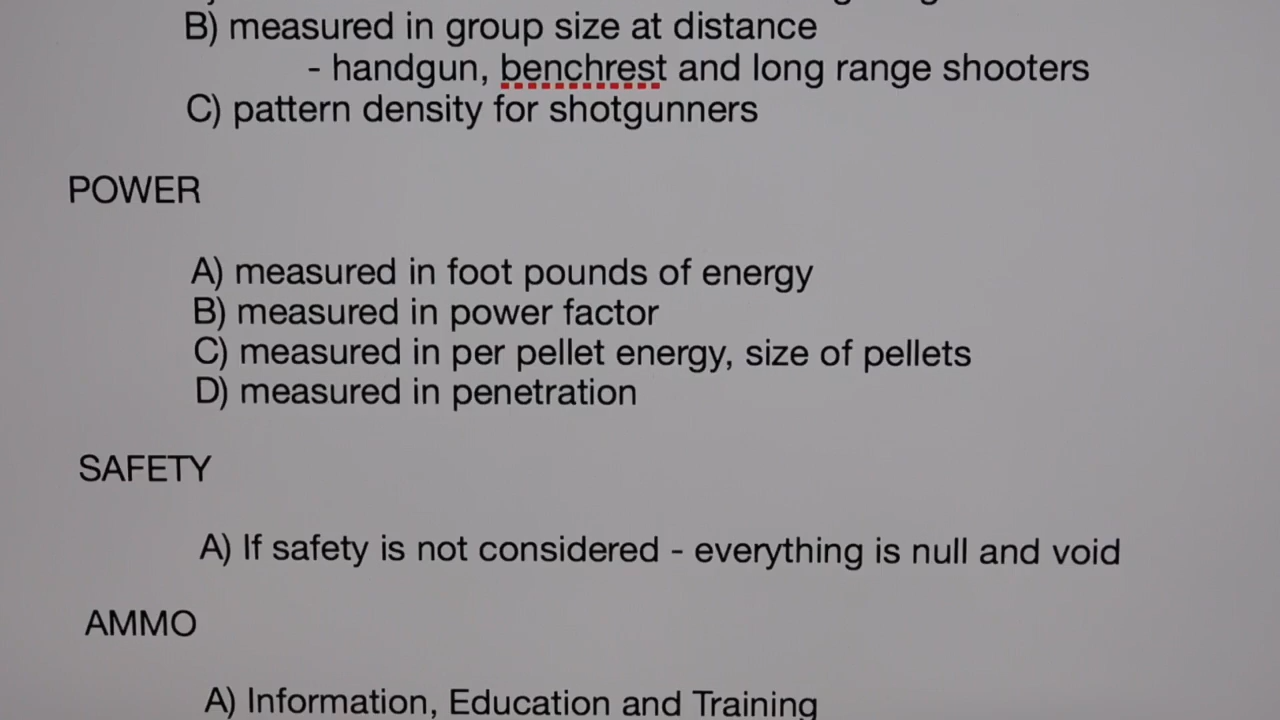 B) measured in group size at distance
- handgun, benchrest and long range shooters
C) pattern density for shotgunners
POWER
A) measured in foot pounds of energy
B) measured in power factor
C) measured in per pellet energy, size of pellets
D) measured in penetration
SAFETY
A) If safety is not considered - everything is null and void
AMMO
A) Information, Education and Training